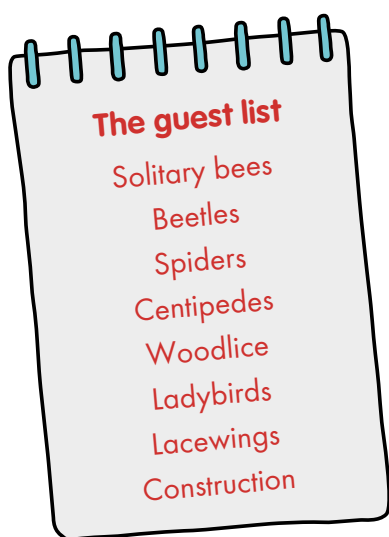 The guest list
Solitary bees
Beetles
Spiders
Centipedes
Woodlice
Ladybirds
Lacewings
Construction